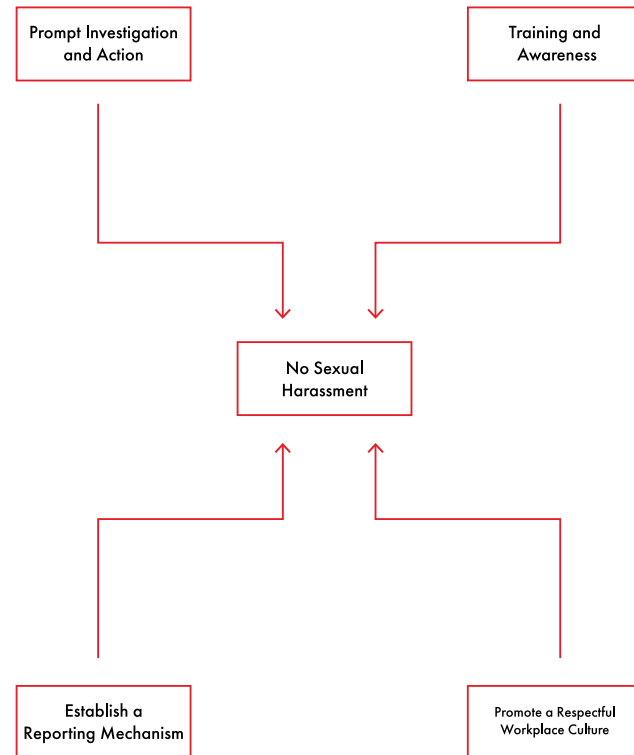 Prompt Investigation
and Action
Training and
Awareness
No Sexual
Harassment
Establish a
Reporting Mechanism
Promote a Respectful
Workplace Culture